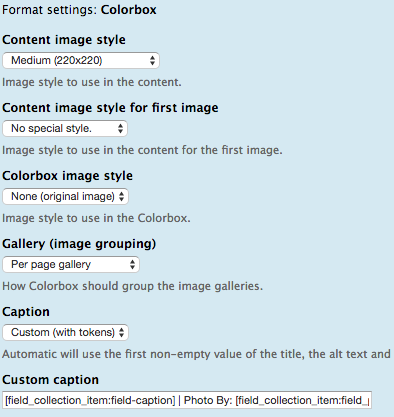 Format settings: Colorbox
Content image style
Medium (220x220)
Image style to use in the content.
Content image style for first image
No special style.
Image style to use in the content for the first image.
Colorbox image style
None (original image)
Image style to use in the Colorbox.
Gallery (image grouping)
Per page gallery
How Colorbox should group the image galleries.
Caption
Custom (with tokens)
Automatic will use the first non-empty value of the title, the alt text and
Custom caption
[field_collection_item:field-caption] | Photo By: [field_collection_item:field_